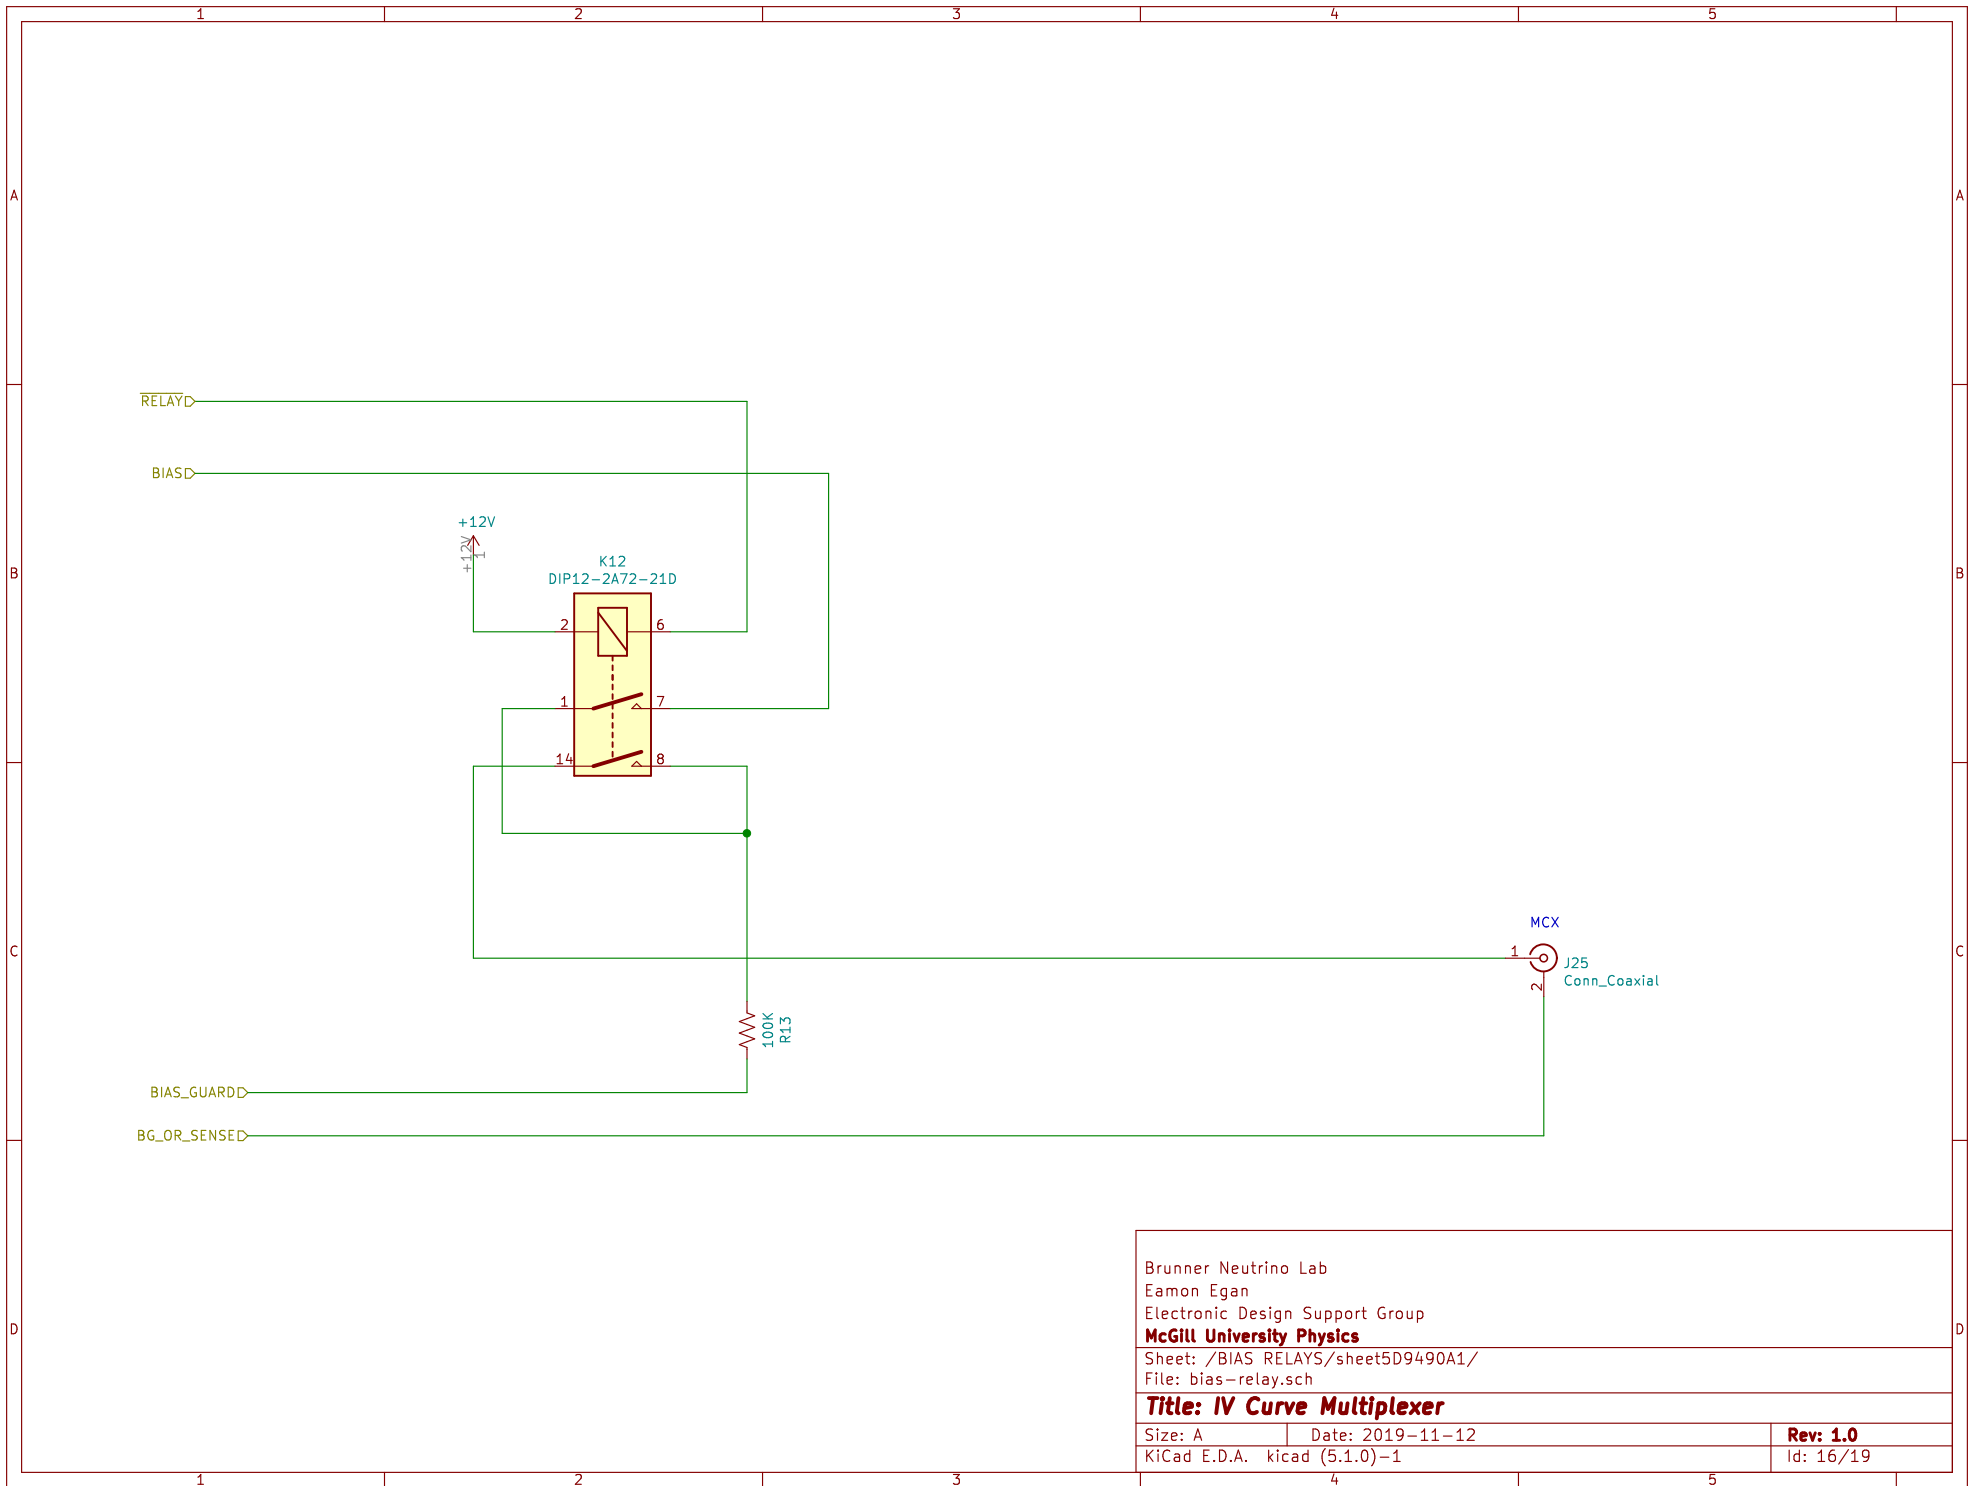 1 2 3 4 5
A A
RELAY
BIAS
+12V
+12V
1
K12
DIP12-2A72-21D
B B
2 6
1 7
14 8
MCX
C C
1
J25
Conn_Coaxial
2
100K
R13
BIAS_GUARD
BG_OR_SENSE
Brunner Neutrino Lab
Eamon Egan
Electronic Design Support Group
D D
McGill University Physics
Sheet: /BIAS RELAYS/sheet5D9490A1/
File: bias-relay.sch
Title: IV Curve Multiplexer
Size: A Date: 2019-11-12 Rev: 1.0
KiCad E.D.A. kicad (5.1.0)-1 Id: 16/19
1 2 3 4 5